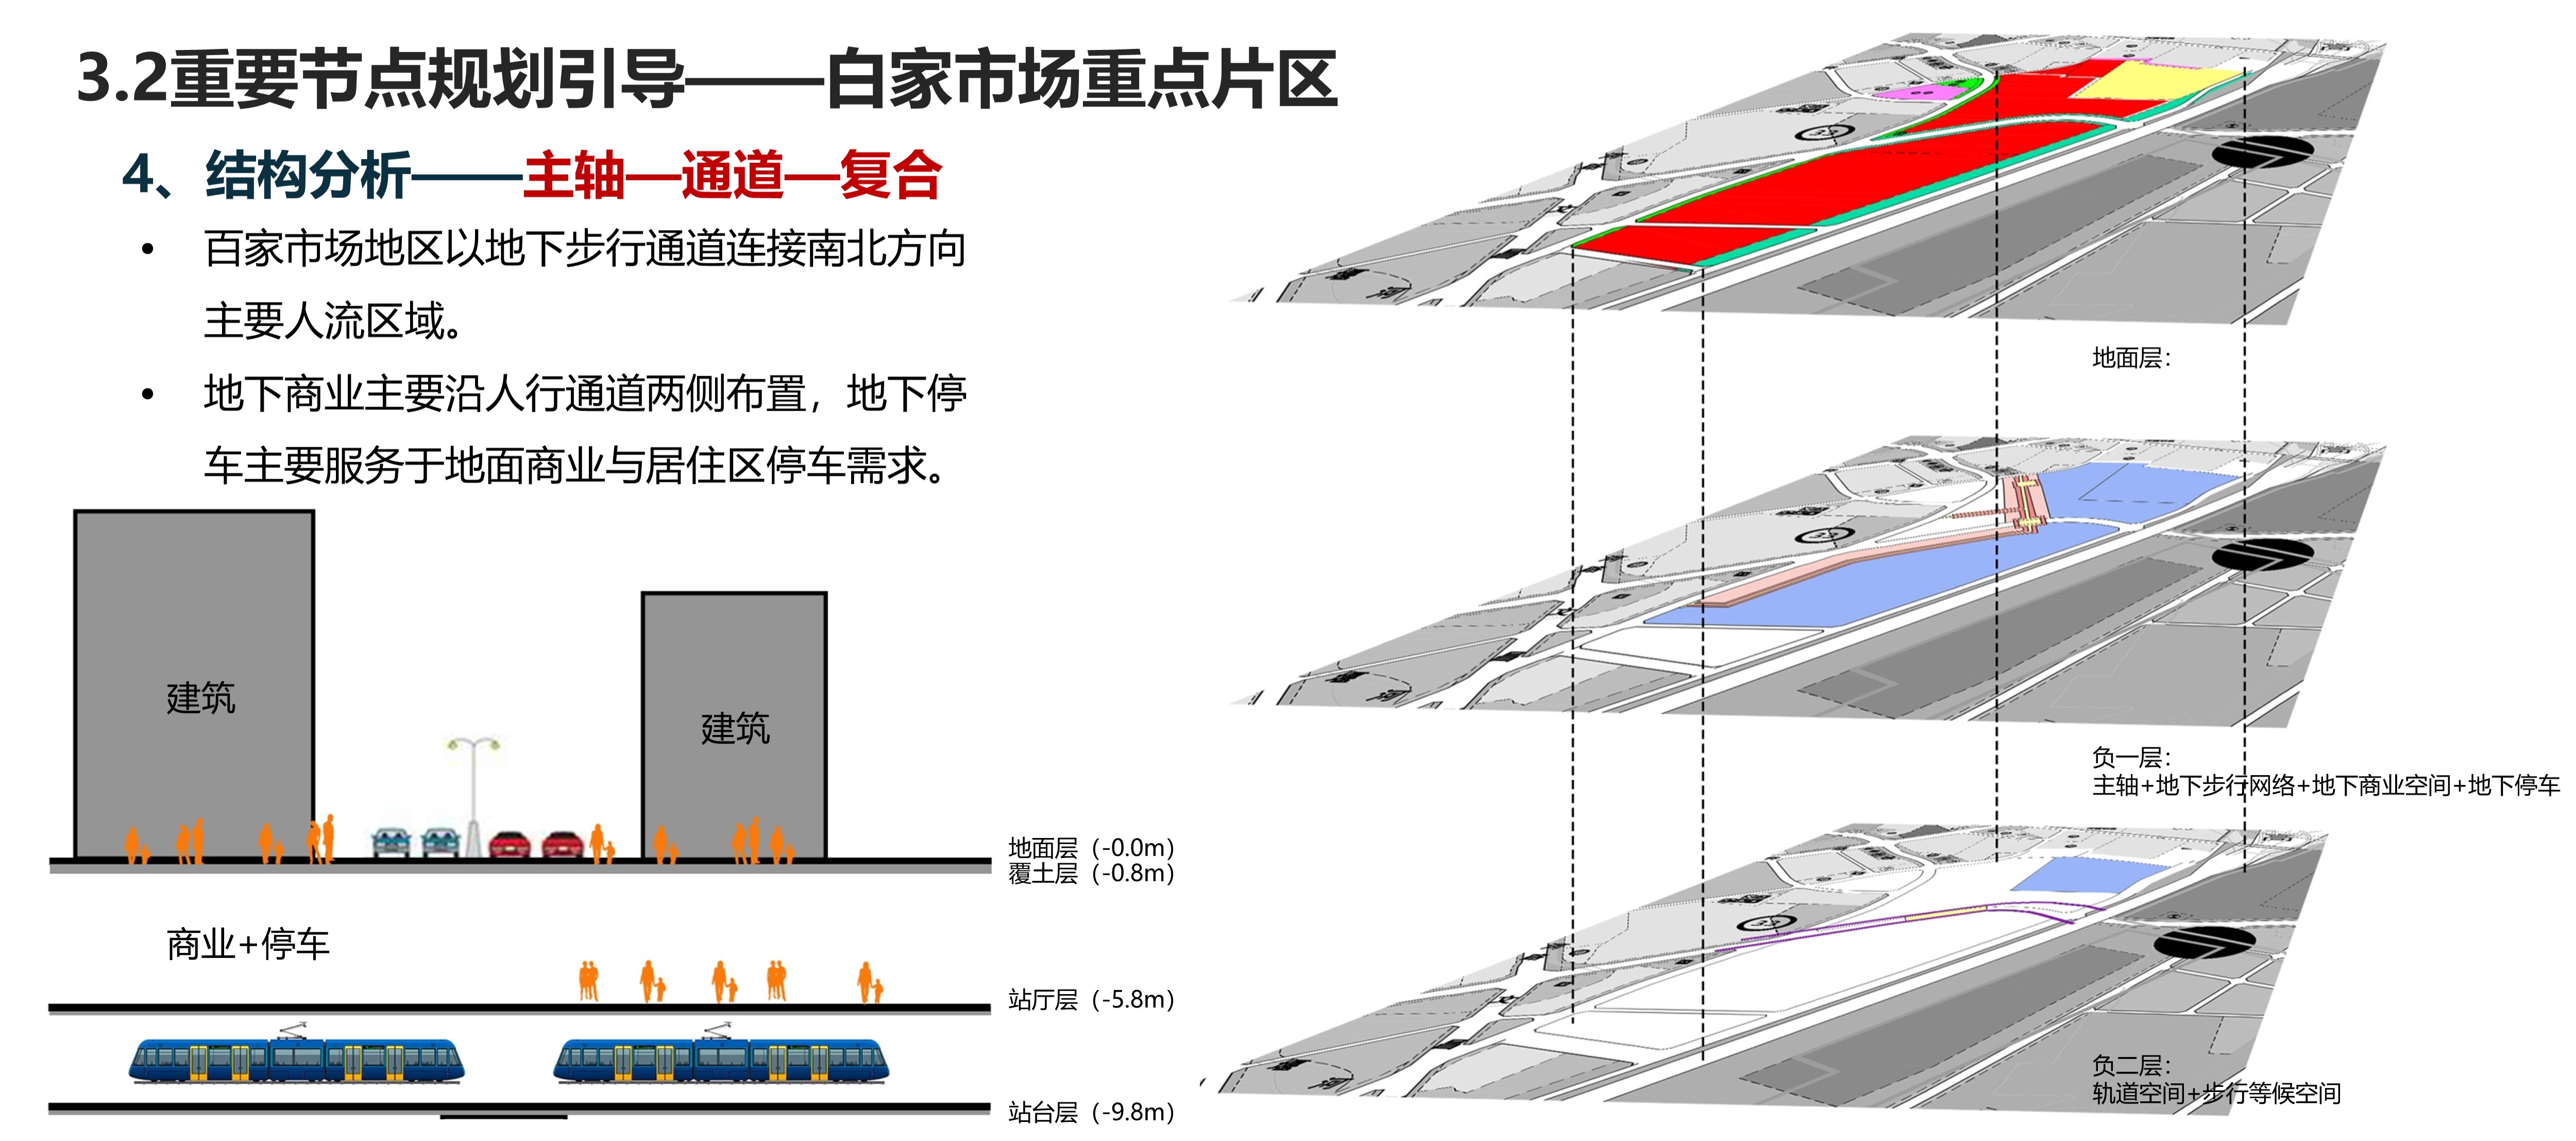 3.2重要节点规划引导——白家市场重点片区
4、结构分析——主轴—通道—复合
• 百家市场地区以地下步行通道连接南北方向
主要人流区域。
• 地下商业主要沿人行通道两侧布置，地下停
车主要服务于地面商业与居住区停车需求。
建筑
建筑
地面层（-0.0m）
覆土层（-0.8m）
商业+停车
站厅层（-5.8m）
站台层（-9.8m）
地面层：
负一层：
主轴+地下步行网络+地下商业空间+地下停车
负二层：
轨道空间+步行等候空间